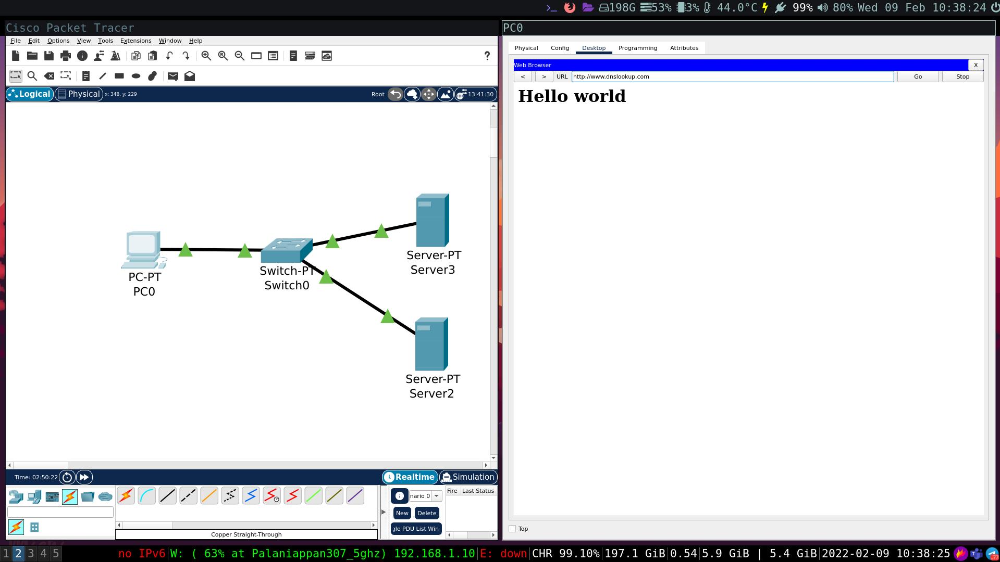 198G 53% 3% 44.0°C 99% 80% Wed 09 Feb 10:38:24
Cisco Packet Tracer
File Edit Options View Tools Extensions Window Help
?
Logical Physical x: 348, y: 229 Root 13:41:30
PC-PT
PC0
Switch-PT
Switch0
Server-PT
Server3
Server-PT
Server2
Time: 02:50:22 Realtime Simulation
nario 0 Fire Last Status
New Delete
gle PDU List Win
Copper Straight-Through
PC0
Physical Config Desktop Programming Attributes
Web Browser X
< > URL http://www.dnslookup.com Go Stop
Hello world
Top
1 2 3 4 5 no IPv6|W: ( 63% at Palaniappan307_5ghz) 192.168.1.10|E: down|CHR 99.10%|197.1 GiB|0.54|5.9 GiB | 5.4 GiB|2022-02-09 10:38:25